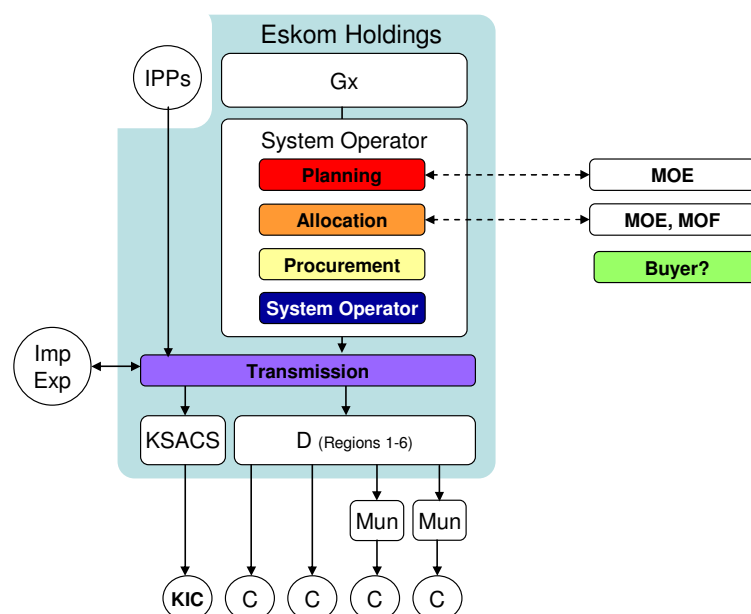 Eskom Holdings
IPPs
Gx
System Operator
Planning
MOE
Allocation
MOE, MOF
Procurement
Buyer?
System Operator
Imp
Exp
Transmission
KSACS
D (Regions 1-6)
Mun
Mun
KIC
C
C
C
C